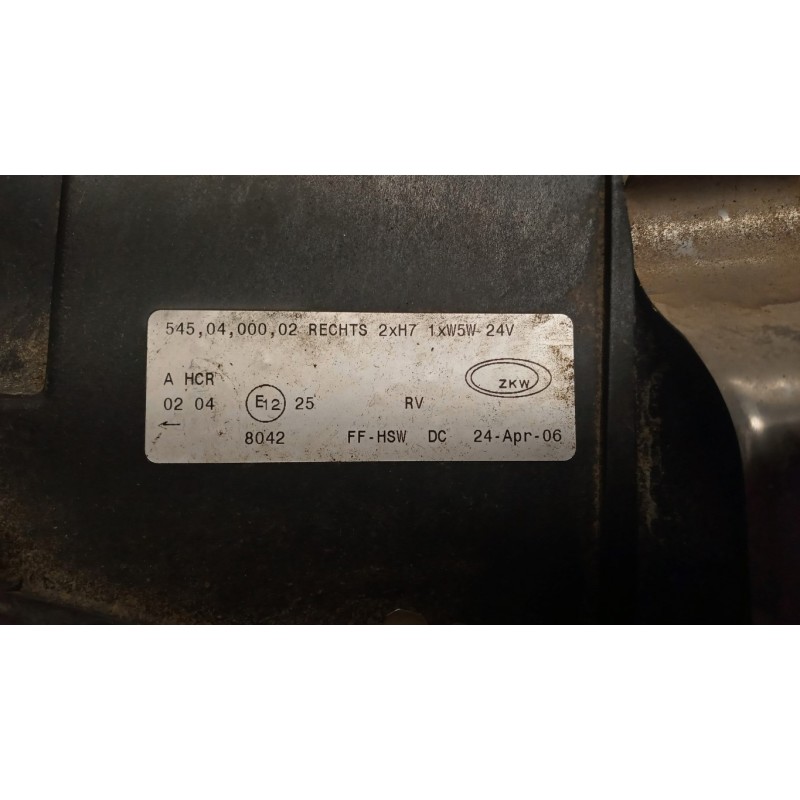 545,04,000,02 RECHTS 2xH7 1xW5W-24V
A HCR ZKW
02 04 E12 25 RV
← 8042 FF-HSW DC 24-Apr-06